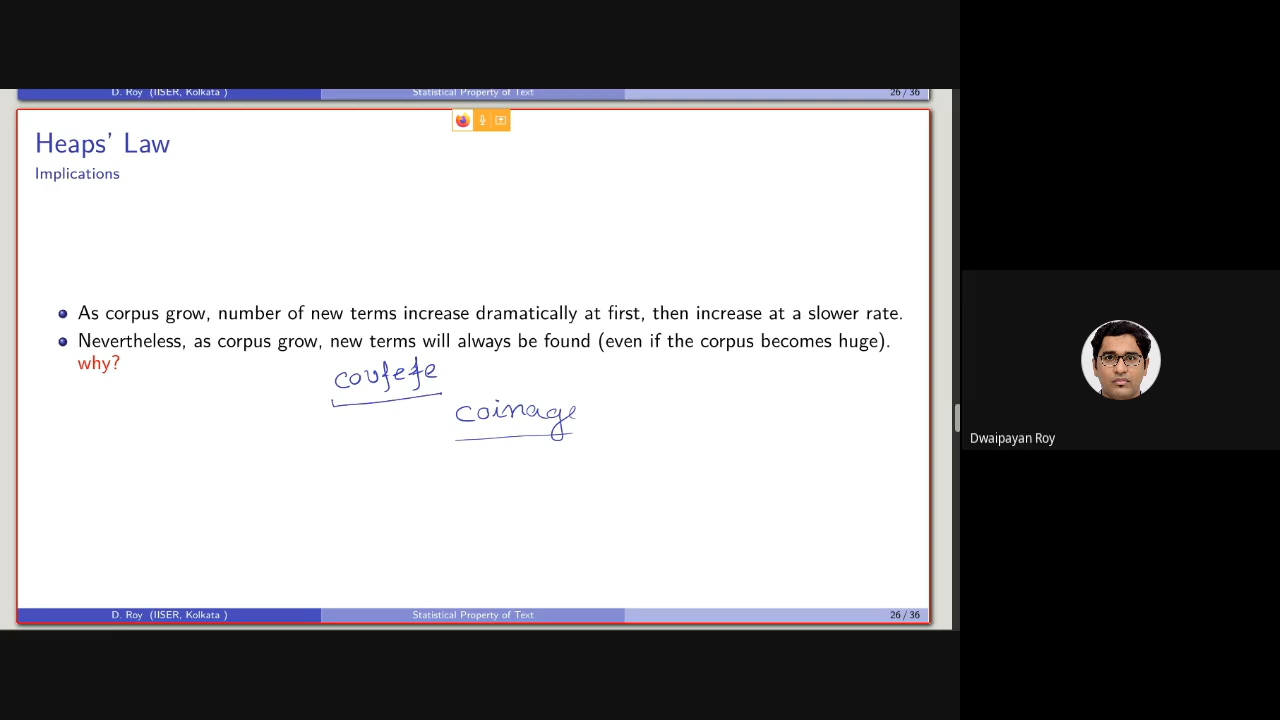 D. Roy (IISER, Kolkata ) Statistical Property of Text 26 / 36
Heaps' Law
Implications
As corpus grow, number of new terms increase dramatically at first, then increase at a slower rate.
Nevertheless, as corpus grow, new terms will always be found (even if the corpus becomes huge).
why?
covfefe
coinage
Dwaipayan Roy
D. Roy (IISER, Kolkata ) Statistical Property of Text 26 / 36